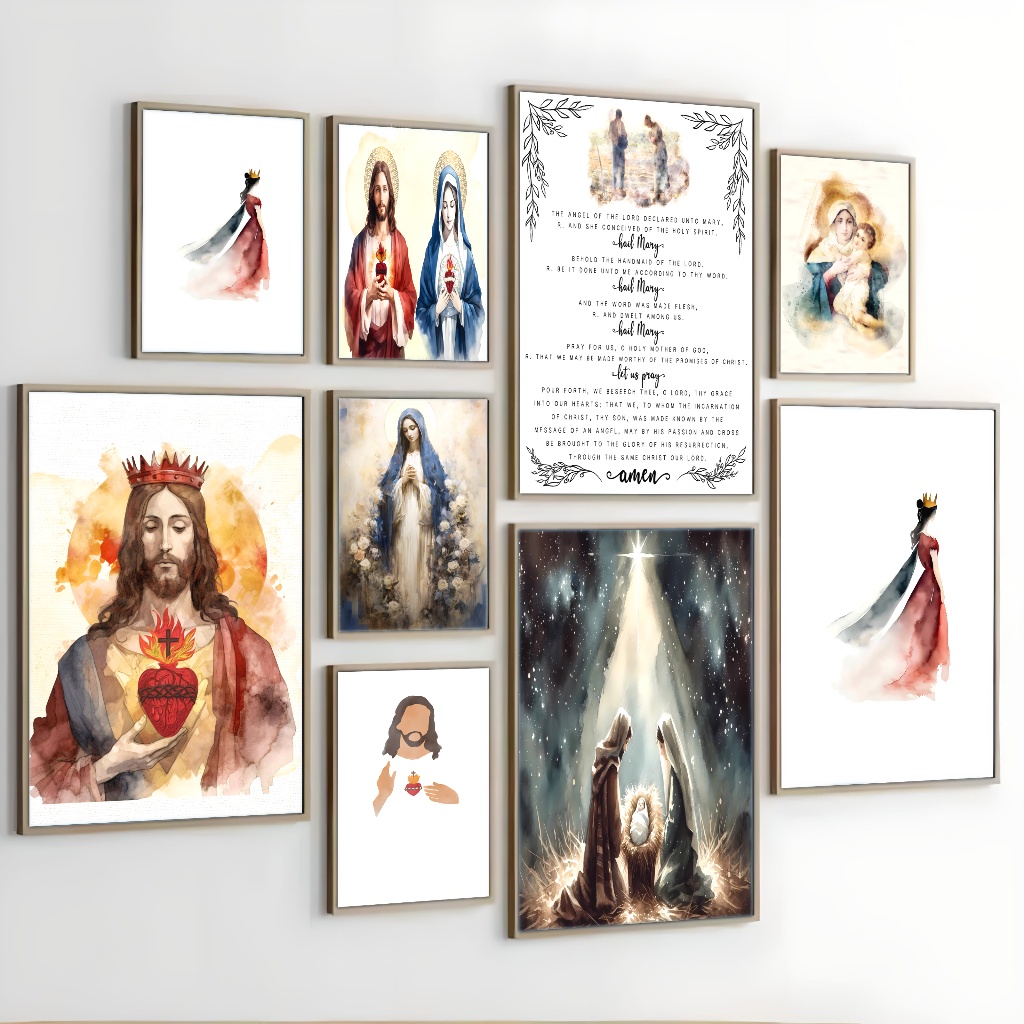 THE ANGEL OF THE LORD DECLARED UNTO MARY,
R. AND SHE CONCEIVED OF THE HOLY SPIRIT.
hail Mary
BEHOLD THE HANDMAID OF THE LORD.
R. BE IT DONE UNTO ME ACCORDING TO THY WORD.
hail Mary
AND THE WORD WAS MADE FLESH,
R. AND DWELT AMONG US.
hail Mary
PRAY FOR US, O HOLY MOTHER OF GOD,
R. THAT WE MAY BE MADE WORTHY OF THE PROMISES OF CHRIST.
let us pray
POUR FORTH, WE BESEECH THEE, O LORD, THY GRACE
INTO OUR HEARTS; THAT WE, TO WHOM THE INCARNATION
OF CHRIST, THY SON, WAS MADE KNOWN BY THE
MESSAGE OF AN ANGEL, MAY BY HIS PASSION AND CROSS
BE BROUGHT TO THE GLORY OF HIS RESURRECTION,
THROUGH THE SAME CHRIST OUR LORD.
amen